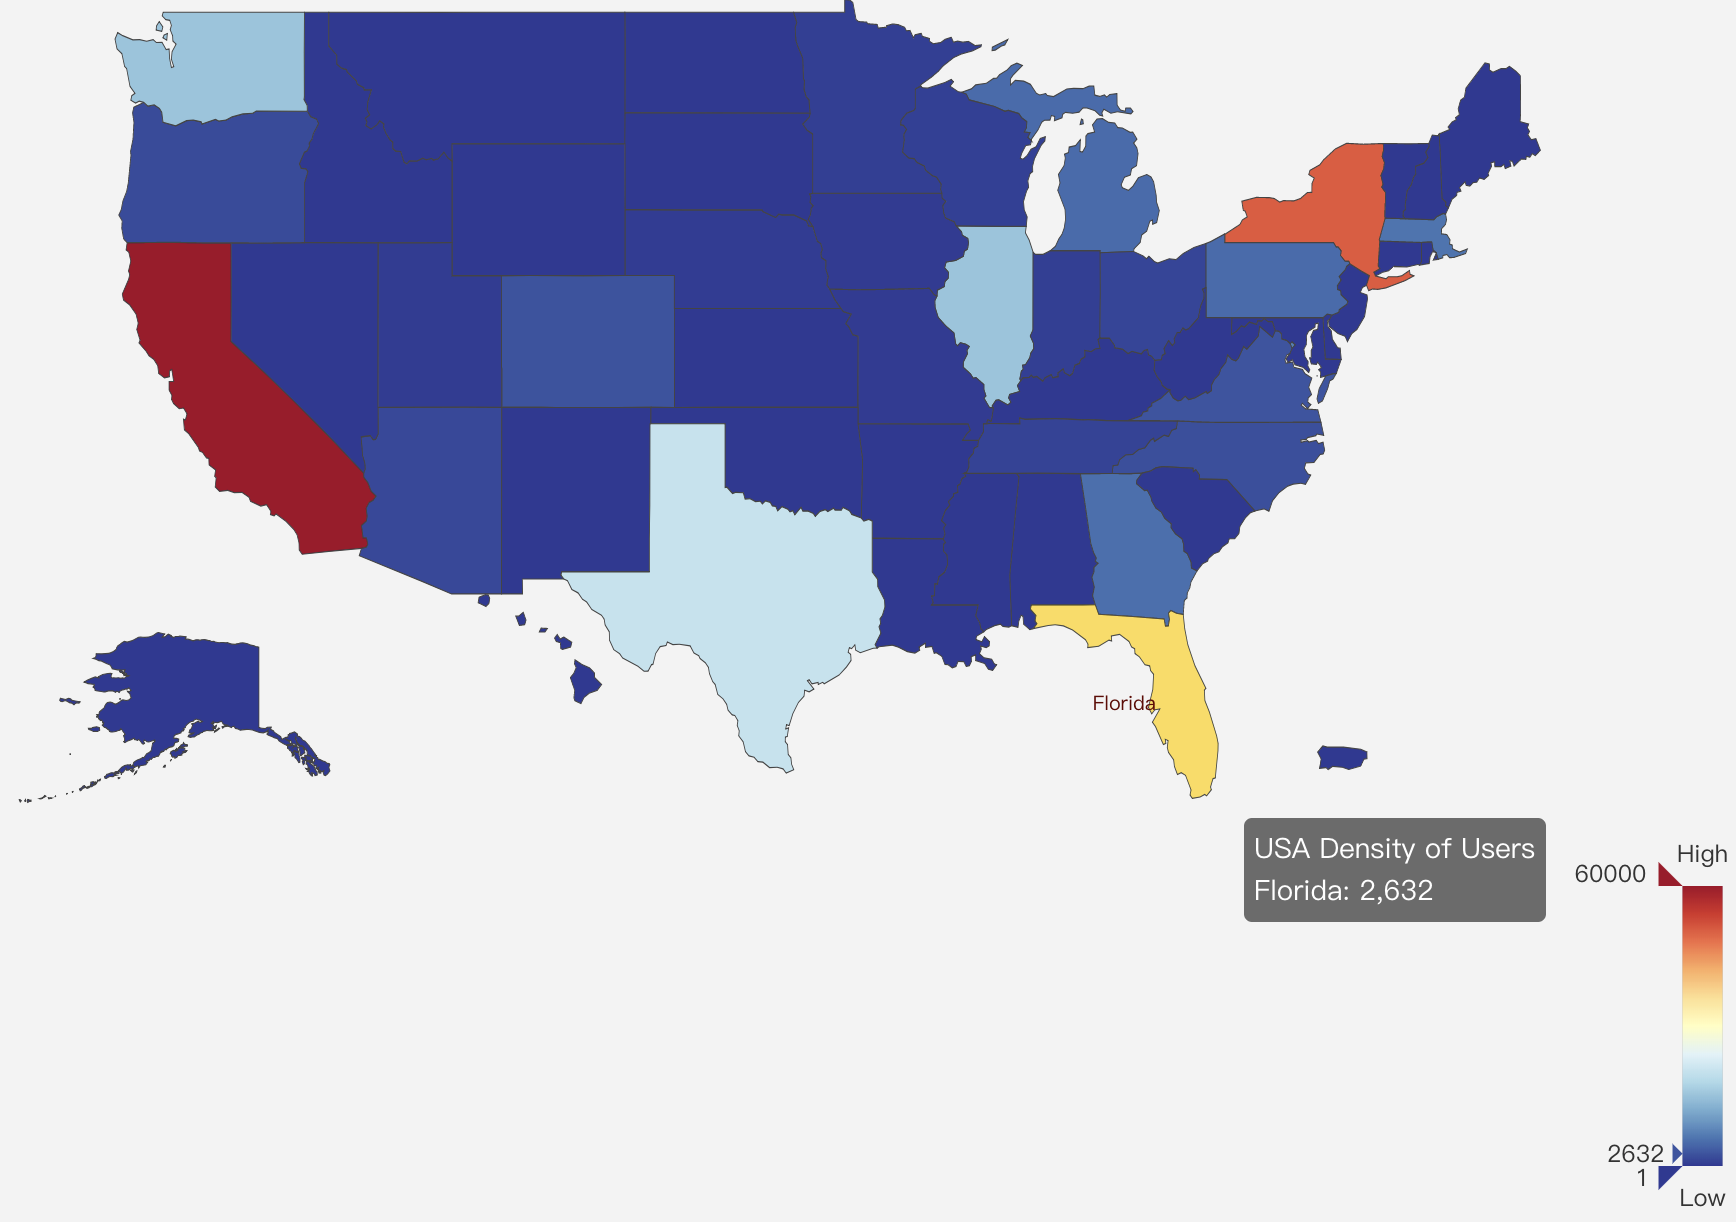 Florida
USA Density of Users
Florida: 2,632
High
60000
2632
1
Low